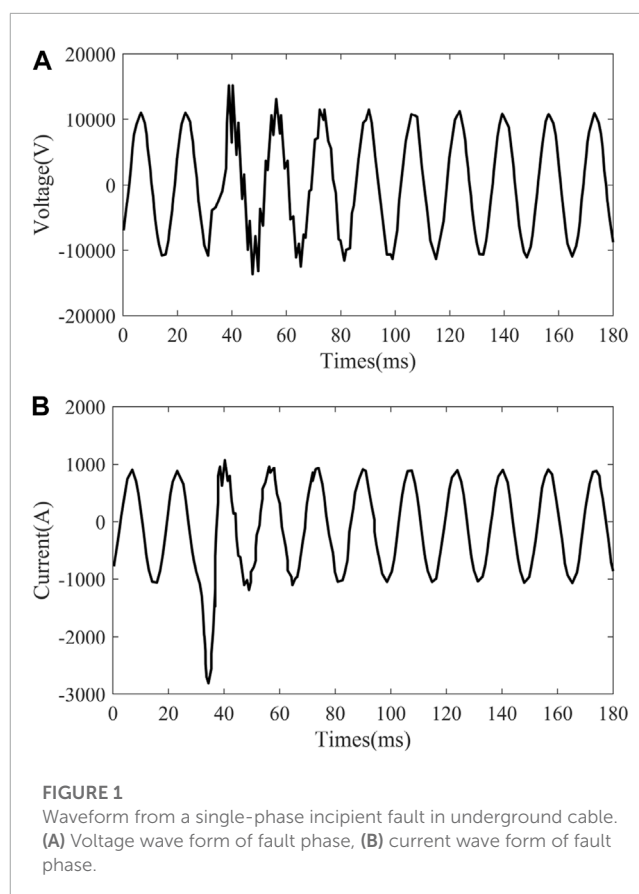 A
20000
10000
0
-10000
-20000
Voltage(V)
0 20 40 60 80 100 120 140 160 180
Times(ms)
B
2000
1000
0
-1000
-2000
-3000
Current(A)
0 20 40 60 80 100 120 140 160 180
Times(ms)
FIGURE 1
Waveform from a single-phase incipient fault in underground cable.
(A) Voltage wave form of fault phase, (B) current wave form of fault
phase.